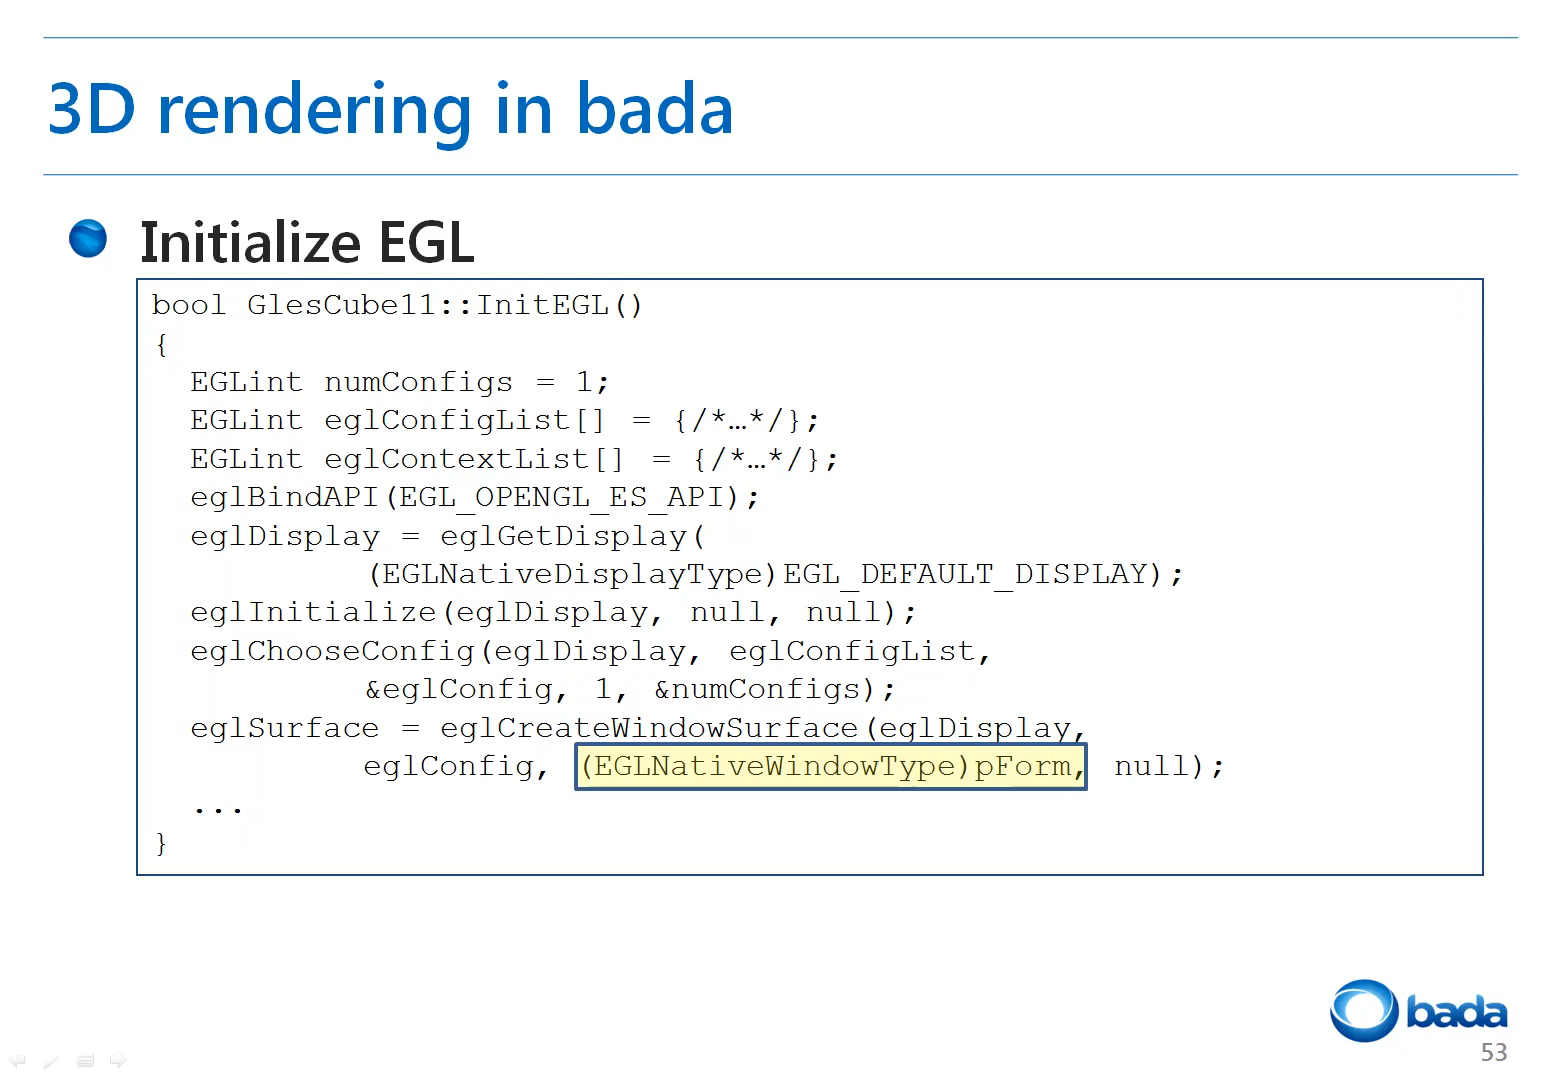 3D rendering in bada
Initialize EGL
bool GlesCube11::InitEGL()
{
EGLint numConfigs = 1;
EGLint eglConfigList[] = {/*…*/};
EGLint eglContextList[] = {/*…*/};
eglBindAPI(EGL_OPENGL_ES_API);
eglDisplay = eglGetDisplay(
(EGLNativeDisplayType)EGL_DEFAULT_DISPLAY);
eglInitialize(eglDisplay, null, null);
eglChooseConfig(eglDisplay, eglConfigList,
&eglConfig, 1, &numConfigs);
eglSurface = eglCreateWindowSurface(eglDisplay,
eglConfig, (EGLNativeWindowType)pForm, null);
...
}
bada
53